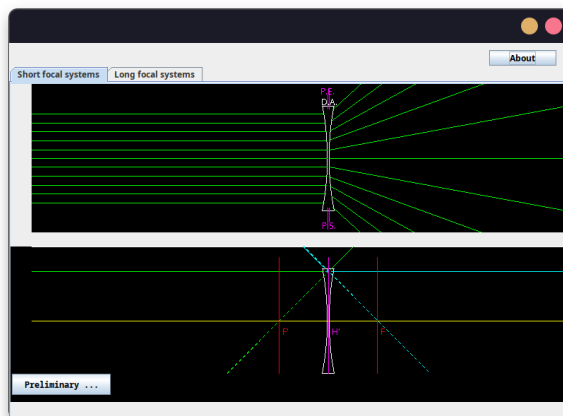 About
Short focal systems
Long focal systems
P.E.
D.A.
P.S.
F'
H'
F
Preliminary ...